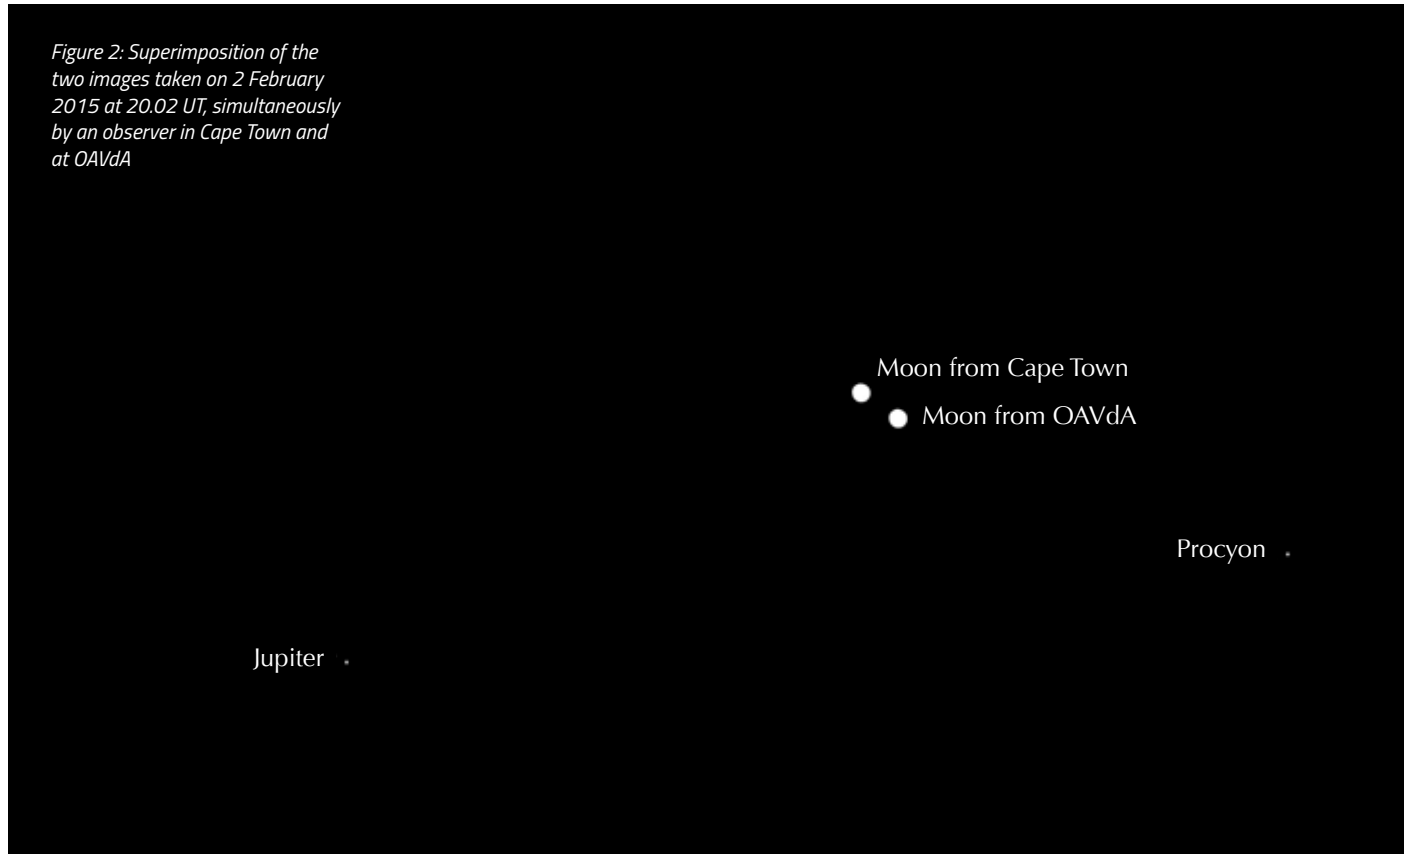 Figure 2: Superimposition of the
two images taken on 2 February
2015 at 20.02 UT, simultaneously
by an observer in Cape Town and
at OAVdA
Moon from Cape Town
Moon from OAVdA
Procyon
Jupiter